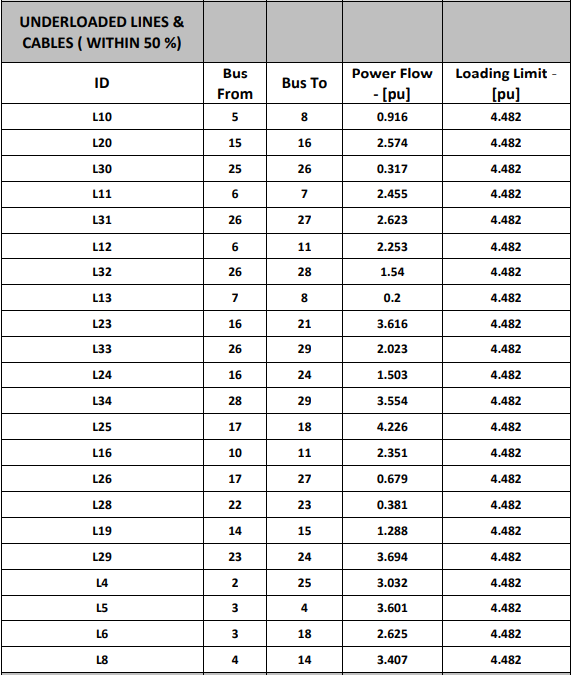 UNDERLOADED LINES &
CABLES ( WITHIN 50 %)
ID Bus From Bus To Power Flow - [pu] Loading Limit - [pu]
L10 5 8 0.916 4.482
L20 15 16 2.574 4.482
L30 25 26 0.317 4.482
L11 6 7 2.455 4.482
L31 26 27 2.623 4.482
L12 6 11 2.253 4.482
L32 26 28 1.54 4.482
L13 7 8 0.2 4.482
L23 16 21 3.616 4.482
L33 26 29 2.023 4.482
L24 16 24 1.503 4.482
L34 28 29 3.554 4.482
L25 17 18 4.226 4.482
L16 10 11 2.351 4.482
L26 17 27 0.679 4.482
L28 22 23 0.381 4.482
L19 14 15 1.288 4.482
L29 23 24 3.694 4.482
L4 2 25 3.032 4.482
L5 3 4 3.601 4.482
L6 3 18 2.625 4.482
L8 4 14 3.407 4.482